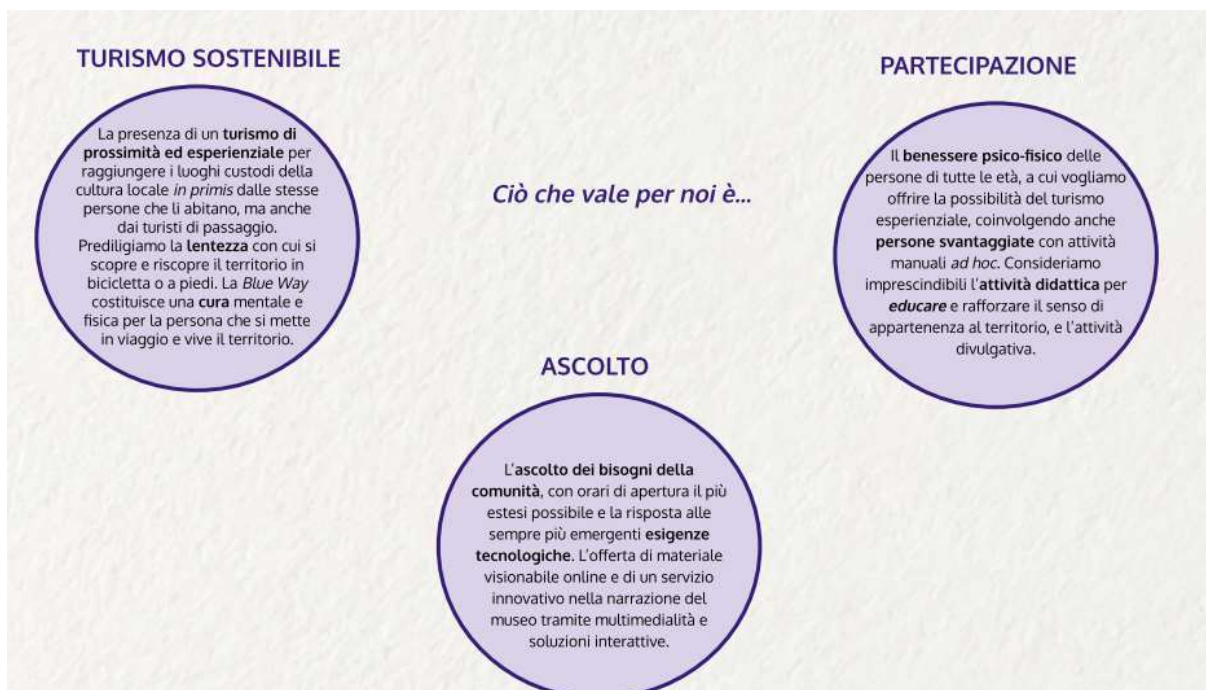 TURISMO SOSTENIBILE
La presenza di un turismo di
prossimità ed esperienziale per
raggiungere i luoghi custodi della
cultura locale in primis dalle stesse
persone che li abitano, ma anche
dai turisti di passaggio.
Prediligiamo la lentezza con cui si
scopre e riscopre il territorio in
bicicletta o a piedi. La Blue Way
costituisce una cura mentale e
fisica per la persona che si mette
in viaggio e vive il territorio.
Ciò che vale per noi è...
PARTECIPAZIONE
Il benessere psico-fisico delle
persone di tutte le età, a cui vogliamo
offrire la possibilità del turismo
esperienziale, coinvolgendo anche
persone svantaggiate con attività
manuali ad hoc. Consideriamo
imprescindibili l'attività didattica per
educare e rafforzare il senso di
appartenenza al territorio, e l'attività
divulgativa.
ASCOLTO
L'ascolto dei bisogni della
comunità, con orari di apertura il più
estesi possibile e la risposta alle
sempre più emergenti esigenze
tecnologiche. L'offerta di materiale
visionabile online e di un servizio
innovativo nella narrazione del
museo tramite multimedialità e
soluzioni interattive.